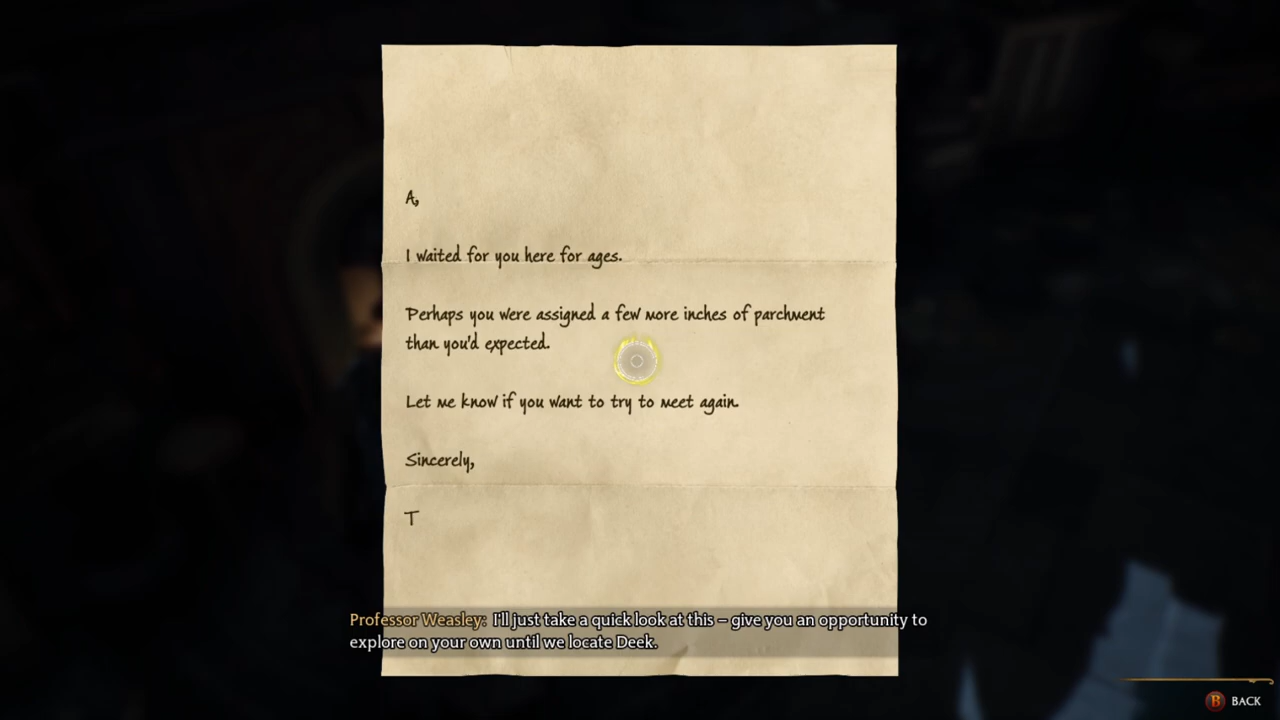 A,
I waited for you here for ages.
Perhaps you were assigned a few more inches of parchment
than you'd expected.
Let me know if you want to try to meet again.
Sincerely,
T
Professor Weasley: I'll just take a quick look at this – give you an opportunity to
explore on your own until we locate Deek.
B BACK